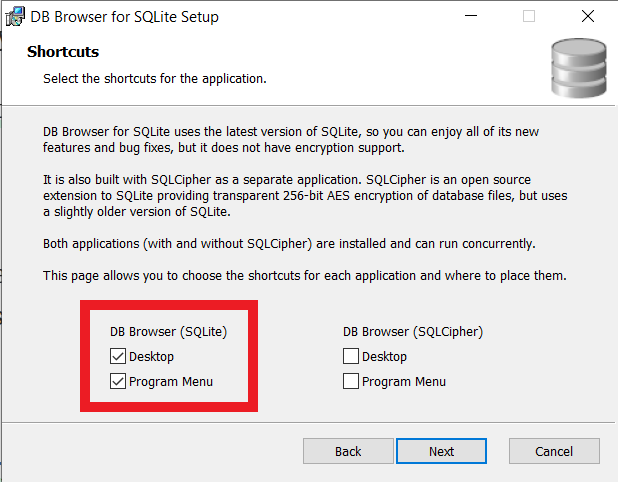 DB Browser for SQLite Setup
Shortcuts
Select the shortcuts for the application.
DB Browser for SQLite uses the latest version of SQLite, so you can enjoy all of its new
features and bug fixes, but it does not have encryption support.
It is also built with SQLCipher as a separate application. SQLCipher is an open source
extension to SQLite providing transparent 256-bit AES encryption of database files, but uses
a slightly older version of SQLite.
Both applications (with and without SQLCipher) are installed and can run concurrently.
This page allows you to choose the shortcuts for each application and where to place them.
DB Browser (SQLite)
Desktop
Program Menu
DB Browser (SQLCipher)
Desktop
Program Menu
Back
Next
Cancel